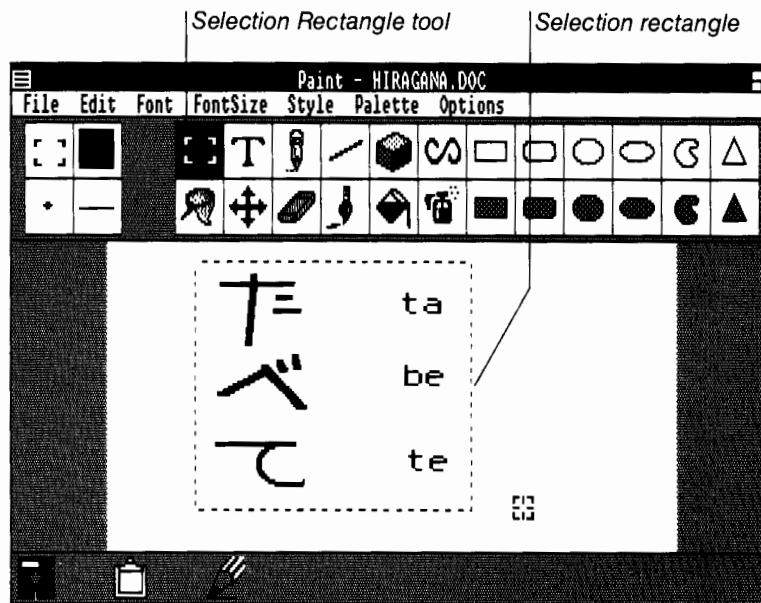 Selection Rectangle tool Selection rectangle
Paint - HIRAGANA.DOC
File Edit Font FontSize Style Palette Options
T
た ta
べ be
て te